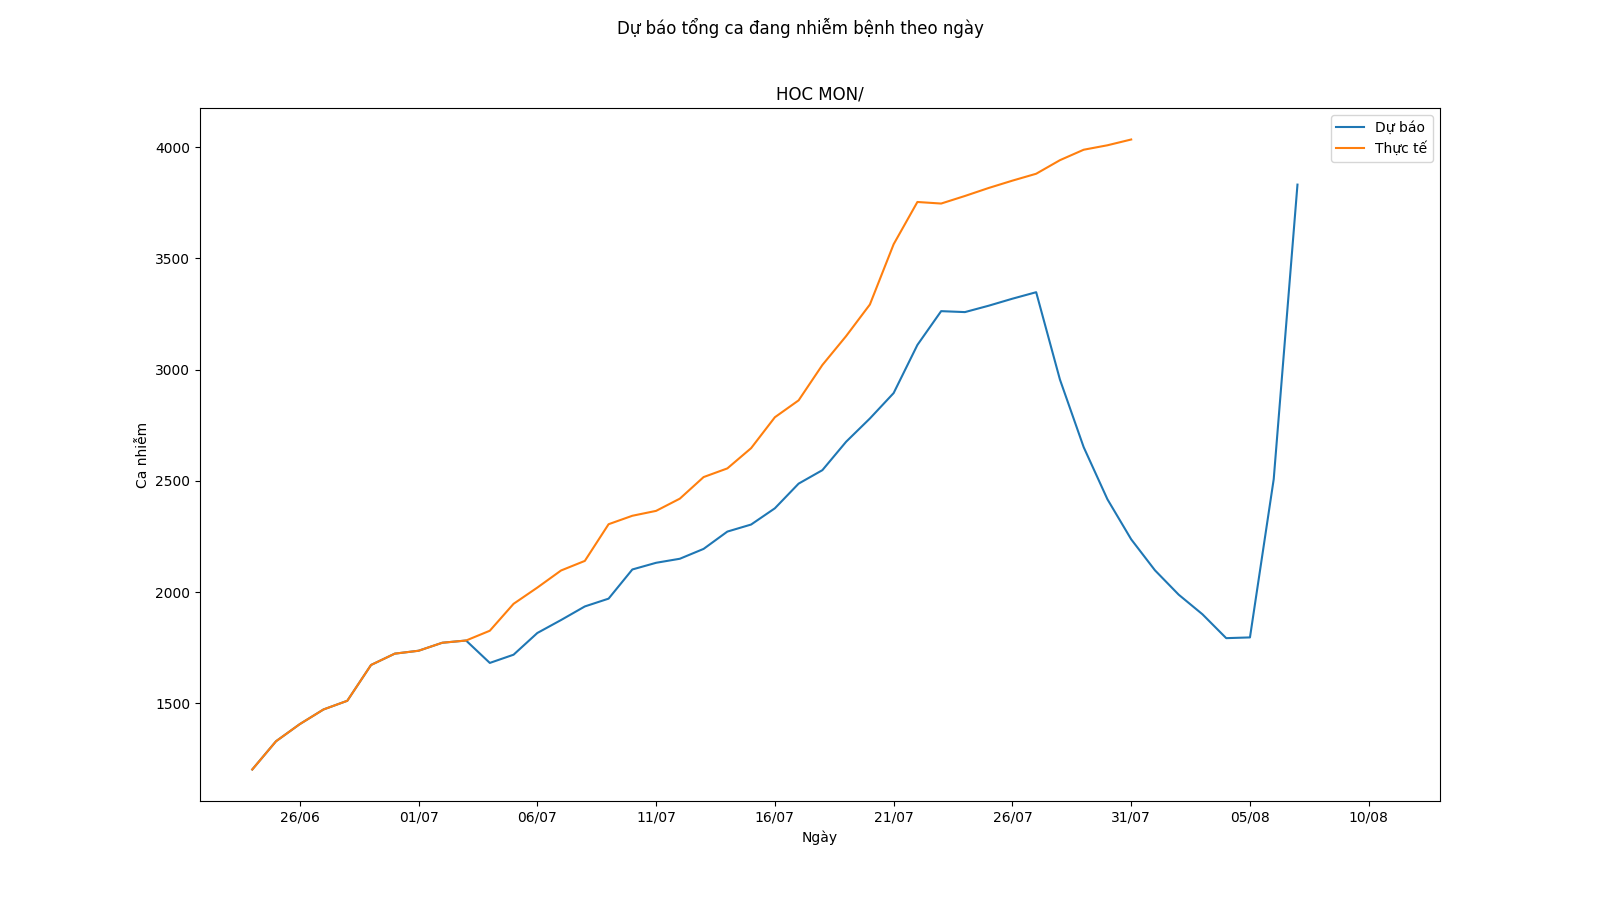 Dự báo tổng ca đang nhiễm bệnh theo ngày
HOC MON/
Dự báo
Thực tế
4000
3500
3000
2500
2000
1500
Ca nhiễm
26/06 01/07 06/07 11/07 16/07 21/07 26/07 31/07 05/08 10/08
Ngày